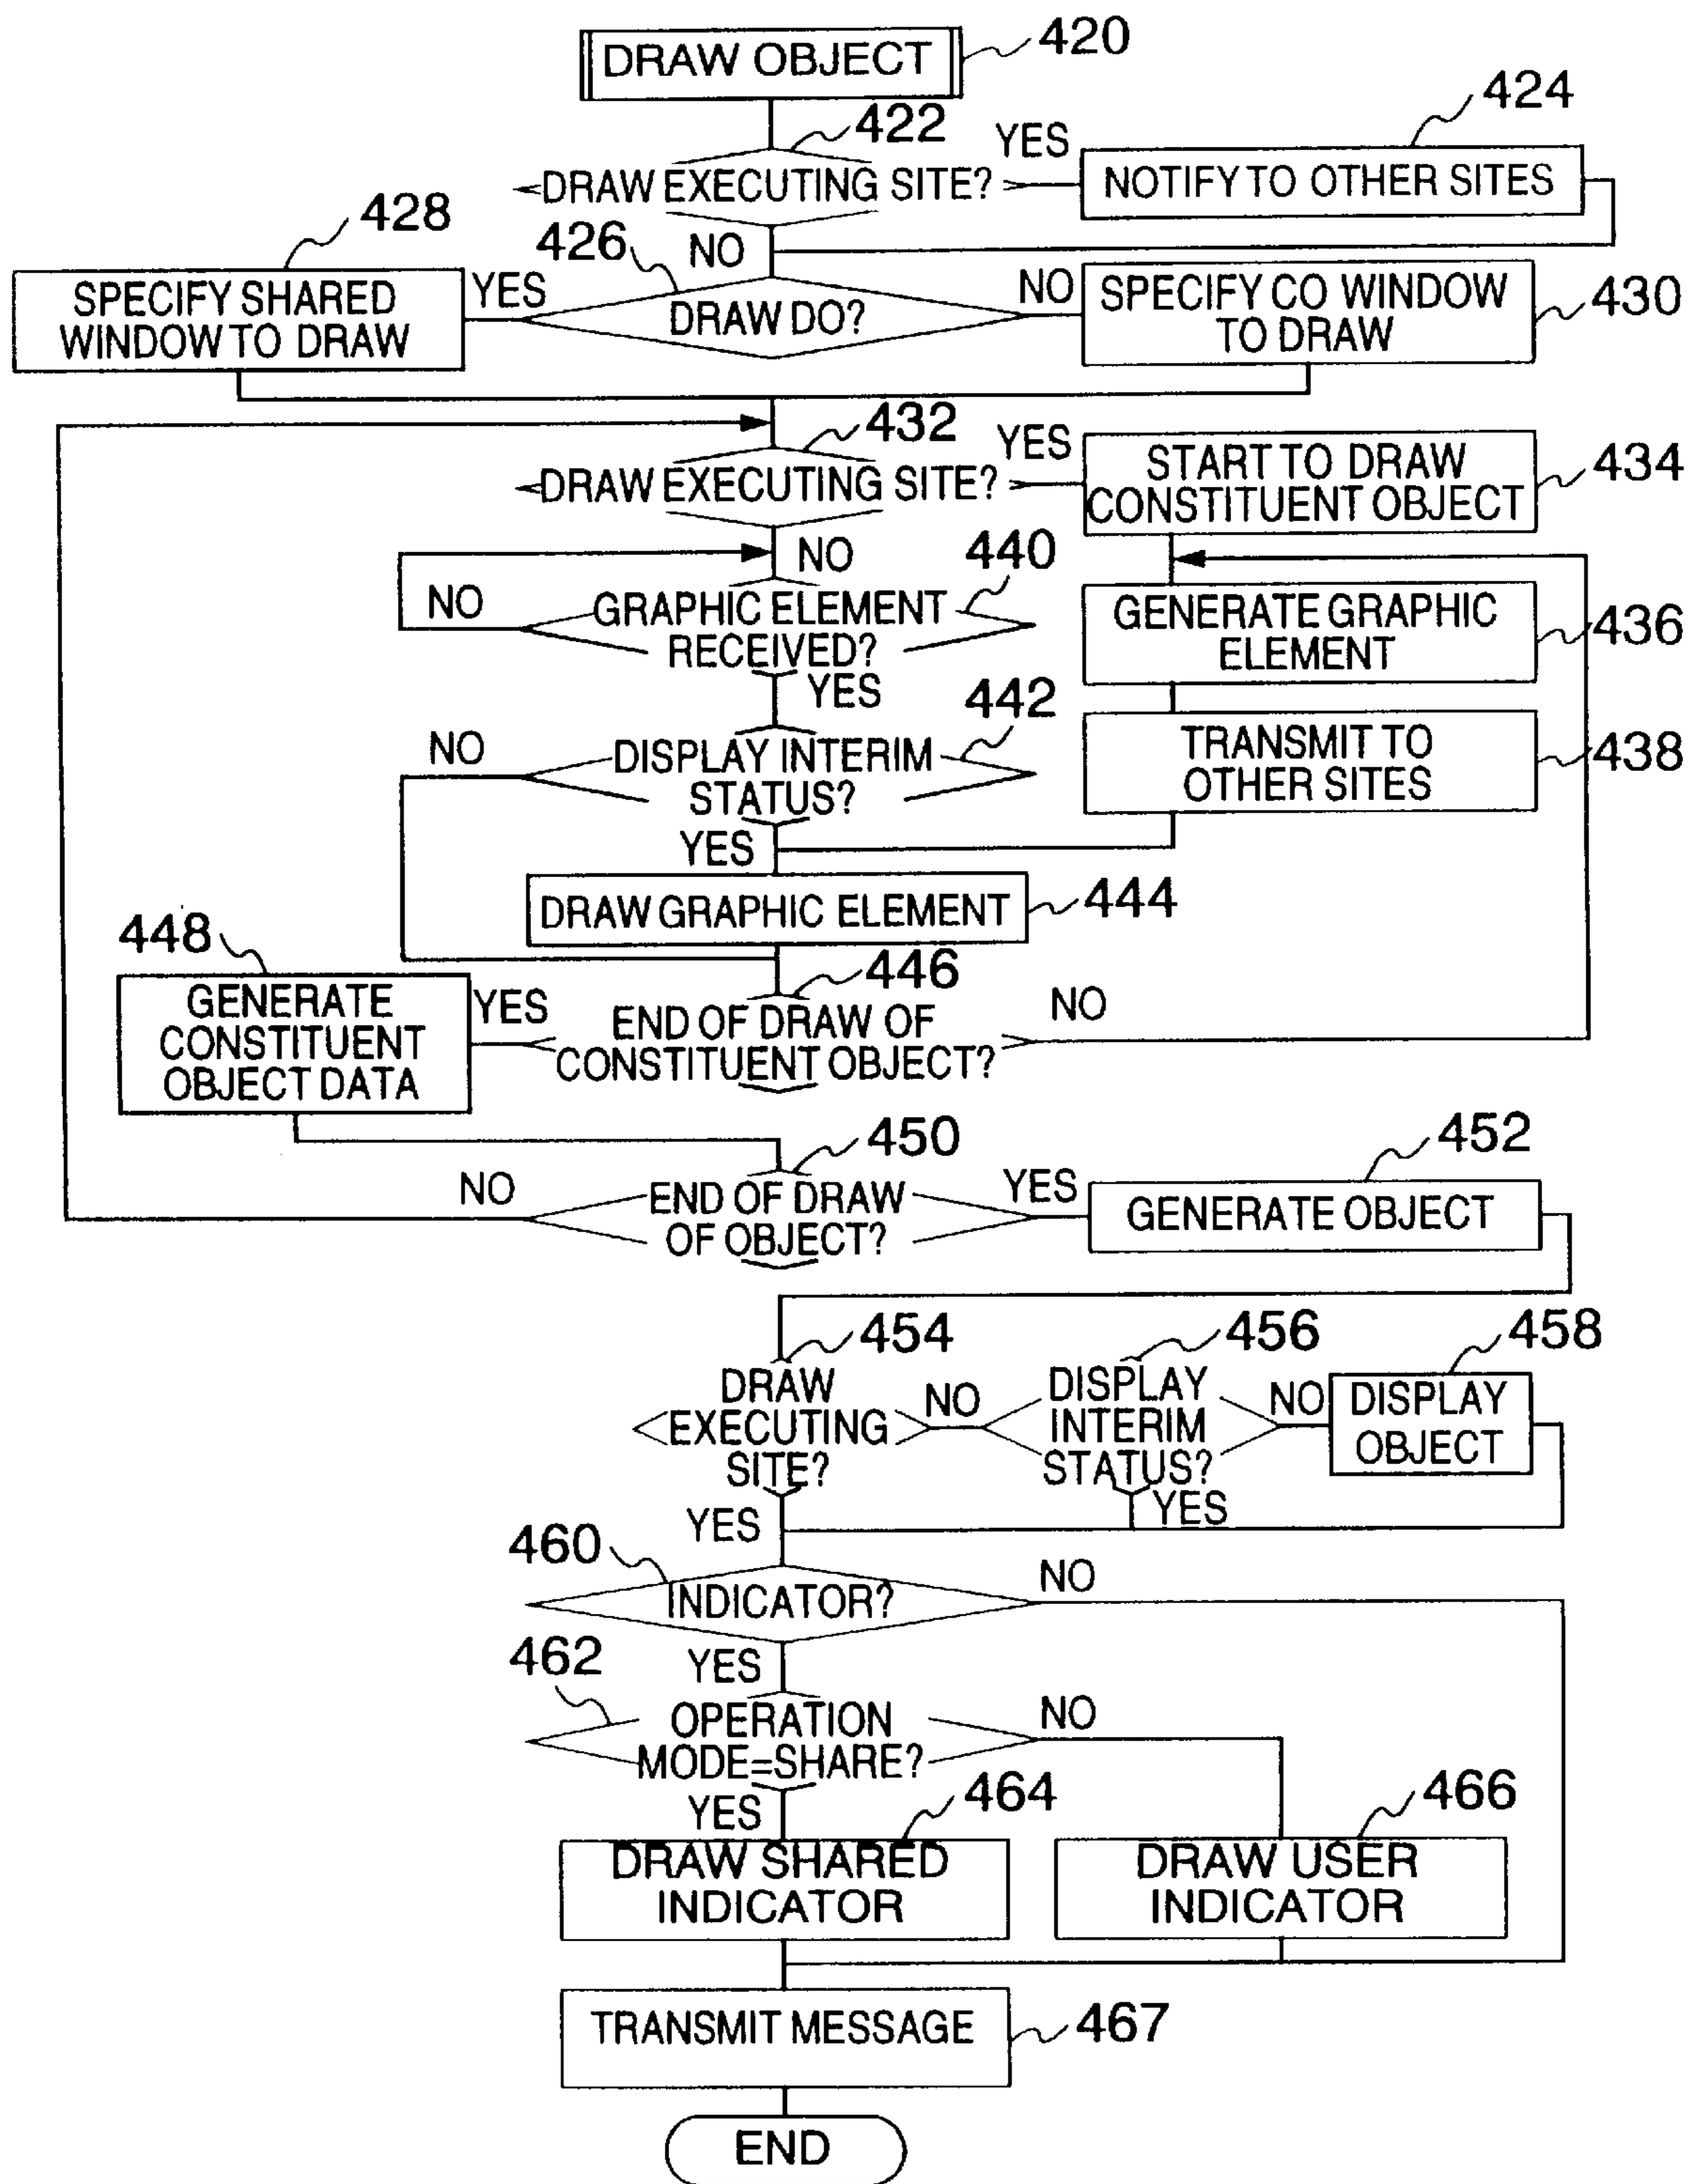 DRAW OBJECT
420
422
DRAW EXECUTING SITE?
YES
424
NOTIFY TO OTHER SITES
NO
426
DRAW DO?
428
YES
SPECIFY SHARED
WINDOW TO DRAW
NO
SPECIFY CO WINDOW
TO DRAW
430
432
DRAW EXECUTING SITE?
YES
START TO DRAW
CONSTITUENT OBJECT
434
NO
440
NO
GRAPHIC ELEMENT
RECEIVED?
GENERATE GRAPHIC
ELEMENT
436
YES
442
NO
DISPLAY INTERIM
STATUS?
TRANSMIT TO
OTHER SITES
438
YES
DRAW GRAPHIC ELEMENT
444
448
GENERATE
CONSTITUENT
OBJECT DATA
YES
446
END OF DRAW OF
CONSTITUENT OBJECT?
NO
450
NO
END OF DRAW
OF OBJECT?
YES
452
GENERATE OBJECT
454
DRAW
EXECUTING
SITE?
NO
456
DISPLAY
INTERIM
STATUS?
NO
458
DISPLAY
OBJECT
YES
YES
460
INDICATOR?
NO
YES
462
OPERATION
MODE=SHARE?
NO
YES
464
DRAW SHARED
INDICATOR
466
DRAW USER
INDICATOR
TRANSMIT MESSAGE
467
END